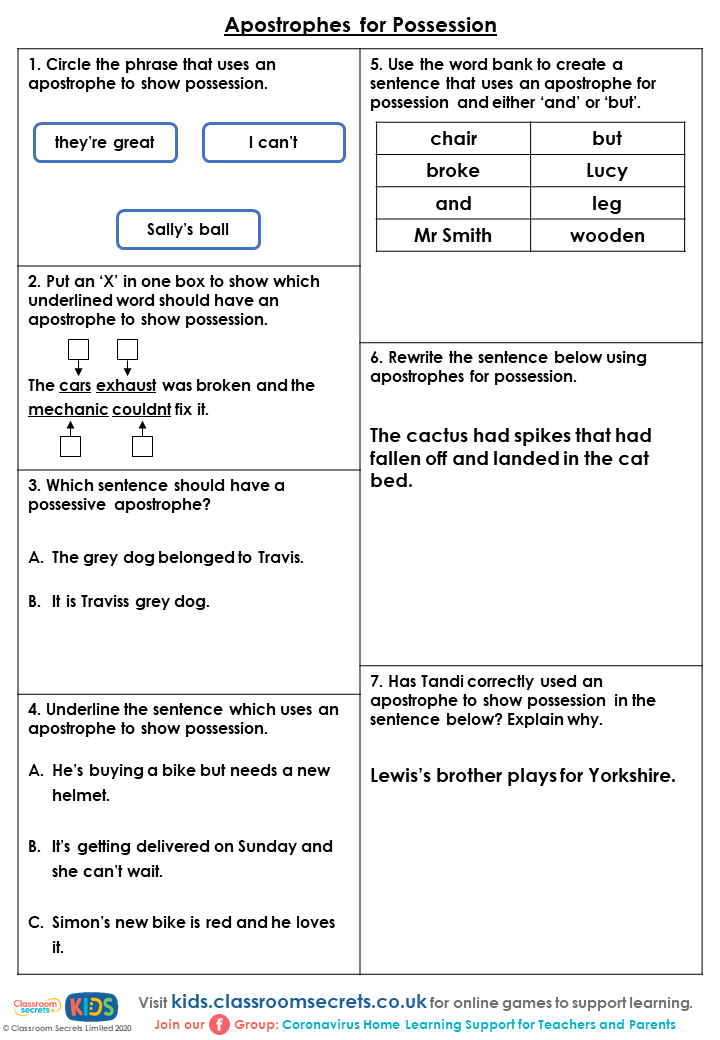 Apostrophes for Possession
1. Circle the phrase that uses an
apostrophe to show possession.
they’re great
I can’t
Sally’s ball
2. Put an ‘X’ in one box to show which
underlined word should have an
apostrophe to show possession.
The cars exhaust was broken and the
mechanic couldnt fix it.
3. Which sentence should have a
possessive apostrophe?
A. The grey dog belonged to Travis.
B. It is Traviss grey dog.
4. Underline the sentence which uses an
apostrophe to show possession.
A. He’s buying a bike but needs a new
helmet.
B. It’s getting delivered on Sunday and
she can’t wait.
C. Simon’s new bike is red and he loves
it.
5. Use the word bank to create a
sentence that uses an apostrophe for
possession and either ‘and’ or ‘but’.
chair but
broke Lucy
and leg
Mr Smith wooden
6. Rewrite the sentence below using
apostrophes for possession.
The cactus had spikes that had
fallen off and landed in the cat
bed.
7. Has Tandi correctly used an
apostrophe to show possession in the
sentence below? Explain why.
Lewis’s brother plays for Yorkshire.
Classroom
Secrets
KIDS
© Classroom Secrets Limited 2020
Visit kids.classroomsecrets.co.uk for online games to support learning.
Join our f Group: Coronavirus Home Learning Support for Teachers and Parents